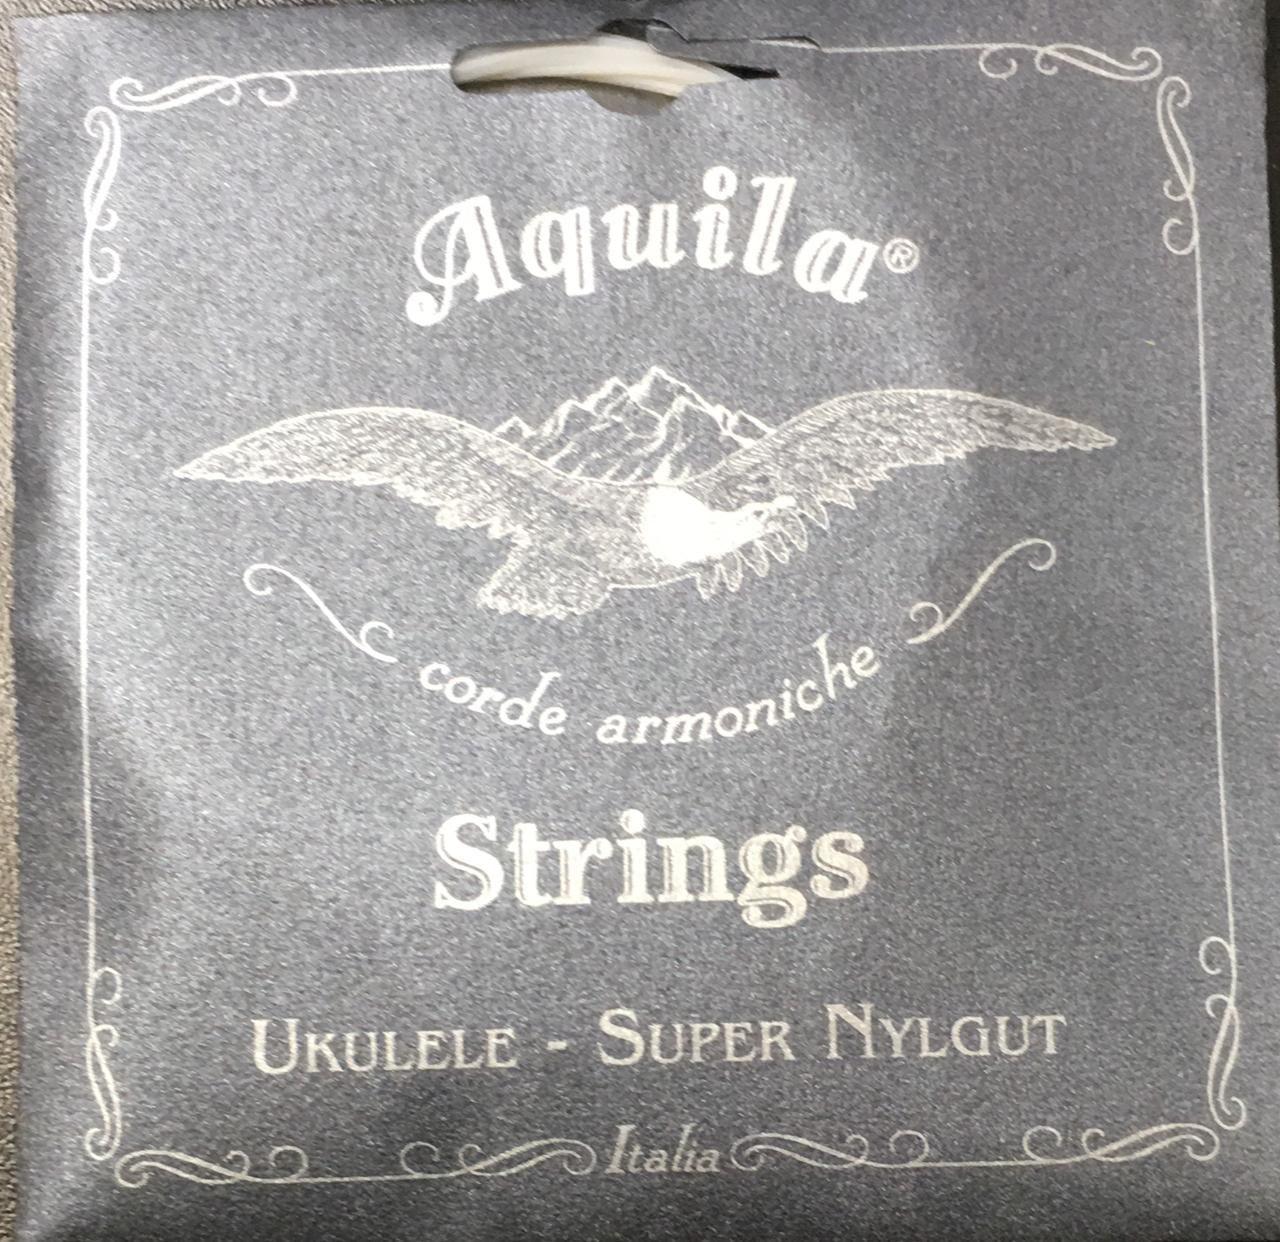 Aquila®
corde armoniche
Strings
UKULELE - SUPER NYLGUT
Italia